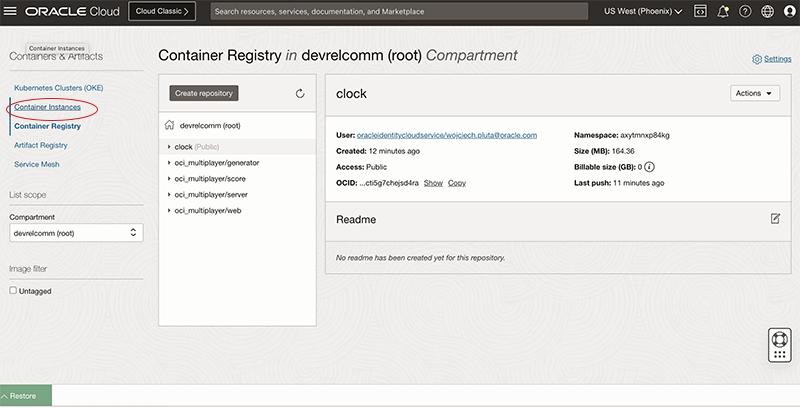 ORACLE Cloud
Cloud Classic >
Search resources, services, documentation, and Marketplace
US West (Phoenix)
Container Instances
Containers & Artifacts
Kubernetes Clusters (OKE)
Container Instances
Container Registry
Artifact Registry
Service Mesh
List scope
Compartment
devrelcomm (root)
Image filter
Untagged
Container Registry in devrelcomm (root) Compartment
Settings
Create repository
devrelcomm (root)
clock (Public)
oci_multiplayer/generator
oci_multiplayer/score
oci_multiplayer/server
oci_multiplayer/web
clock
Actions
User: oracleidentitycloudservice/wojciech.pluta@oracle.com
Created: 12 minutes ago
Access: Public
OCID: ...cti5g7chejsd4ra Show Copy
Namespace: axytmnxp84kg
Size (MB): 164.36
Billable size (GB): 0
Last push: 11 minutes ago
Readme
No readme has been created yet for this repository.
Restore